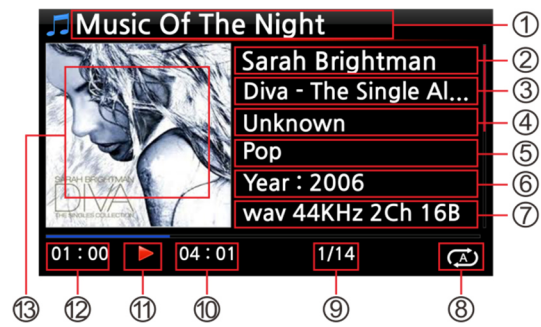 Music Of The Night
①
Sarah Brightman
②
Diva - The Single Al...
③
Unknown
④
Pop
⑤
Year : 2006
⑥
wav 44KHz 2Ch 16B
⑦
SARAH BRIGHTMAN
DIVA
THE SINGLES COLLECTION
01 : 00
04 : 01
1/14
A
⑬ ⑫ ⑪ ⑩ ⑨ ⑧